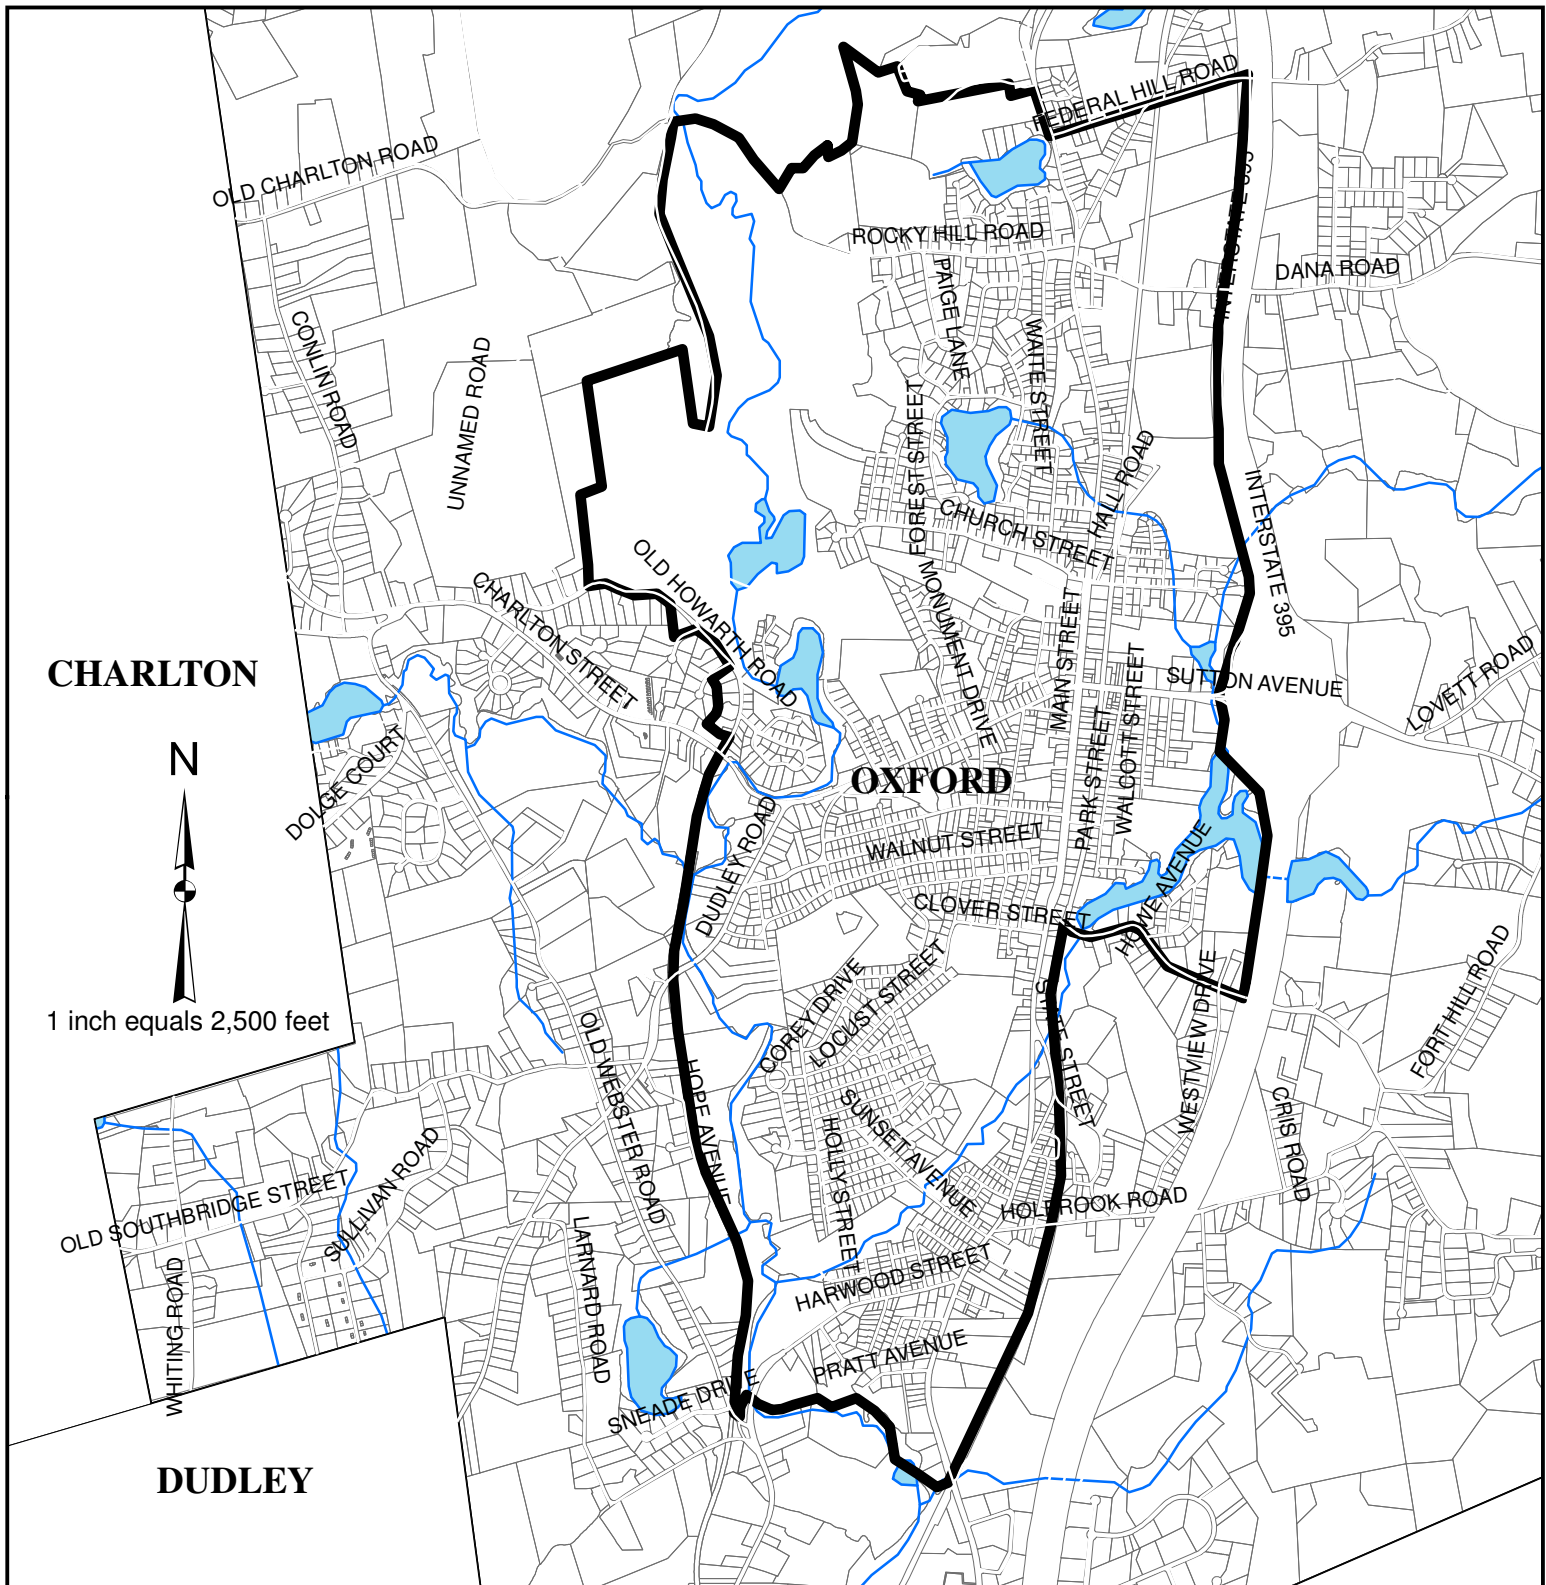 FEDERAL HILL ROAD
OLD CHARLTON ROAD
INTERSTATE 395
ROCKY HILL ROAD
DANA ROAD
PAIGE LANE
CONLIN ROAD
UNNAMED ROAD
WAITE STREET
FOREST STREET
HALL ROAD
INTERSTATE 395
CHURCH STREET
OLD HOWARTH ROAD
CHARLTON STREET
MONUMENT DRIVE
MAIN STREET
WALCOTT STREET
SUTTON AVENUE
LOVETT ROAD
CHARLTON
PARK STREET
DOLGE COURT
N
OXFORD
DUDLEY ROAD
WALNUT STREET
HOWE AVENUE
CLOVER STREET
COREY DRIVE
LOCUST STREET
WESTVIEW DRIVE
FORT HILL ROAD
1 inch equals 2,500 feet
OLD WEBSTER ROAD
HOPE AVENUE
STREET
CRIS ROAD
SUNSET AVENUE
HOLLY STREET
SULLIVAN ROAD
OLD SOUTHBRIDGE STREET
HOLBROOK ROAD
WHITING ROAD
LARNARD ROAD
HARWOOD STREET
PRATT AVENUE
SNEADE DRIVE
DUDLEY